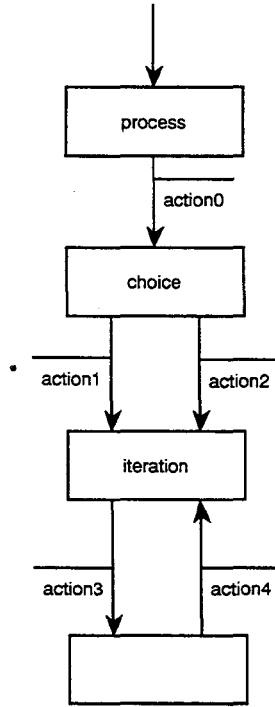 process
action0
choice
action1
action2
iteration
action3
action4